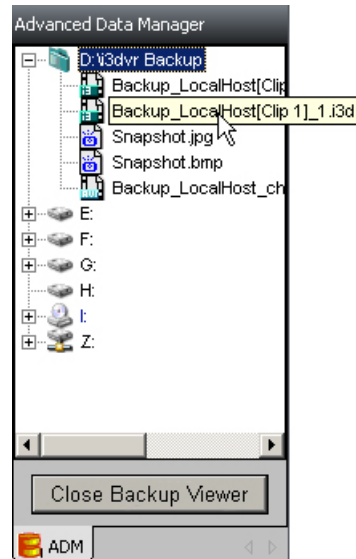 Advanced Data Manager
D:\i3dvr Backup
Backup_LocalHost[Clip
Backup_LocalHost[Clip 1]_1.i3d
Snapshot.jpg
Snapshot.bmp
Backup_LocalHost_ch
E:
F:
G:
H:
I:
Z:
Close Backup Viewer
ADM